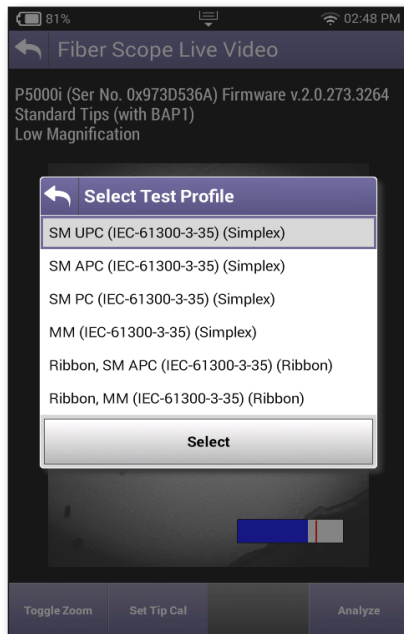 81%
02:48 PM
Fiber Scope Live Video
P5000i (Ser No. 0x973D536A) Firmware v.2.0.273.3264
Standard Tips (with BAP1)
Low Magnification
Select Test Profile
SM UPC (IEC-61300-3-35) (Simplex)
SM APC (IEC-61300-3-35) (Simplex)
SM PC (IEC-61300-3-35) (Simplex)
MM (IEC-61300-3-35) (Simplex)
Ribbon, SM APC (IEC-61300-3-35) (Ribbon)
Ribbon, MM (IEC-61300-3-35) (Ribbon)
Select
Toggle Zoom
Set Tip Cal
Analyze